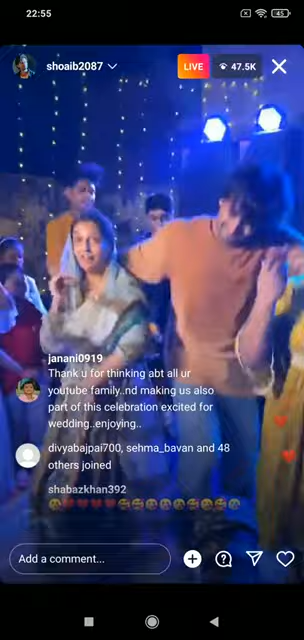 22:55
45
shoaib2087
LIVE
47.5K
janani0919
Thank u for thinking abt all ur
youtube family..nd making us also
part of this celebration excited for
wedding..enjoying..
divyabajpai700, sehma_bavan and 48
others joined
shabazkhan392
Add a comment...